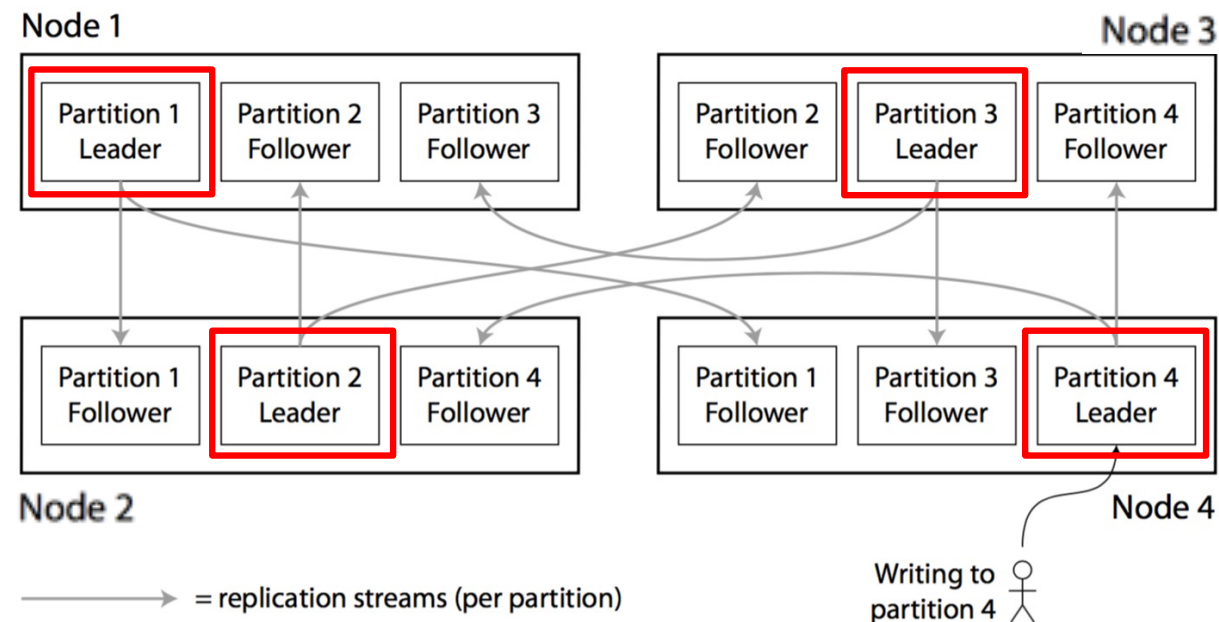 Node 1
Node 3
Partition 1
Leader
Partition 2
Follower
Partition 3
Follower
Partition 2
Follower
Partition 3
Leader
Partition 4
Follower
Partition 1
Follower
Partition 2
Leader
Partition 4
Follower
Partition 1
Follower
Partition 3
Follower
Partition 4
Leader
Node 2
Node 4
= replication streams (per partition)
Writing to
partition 4